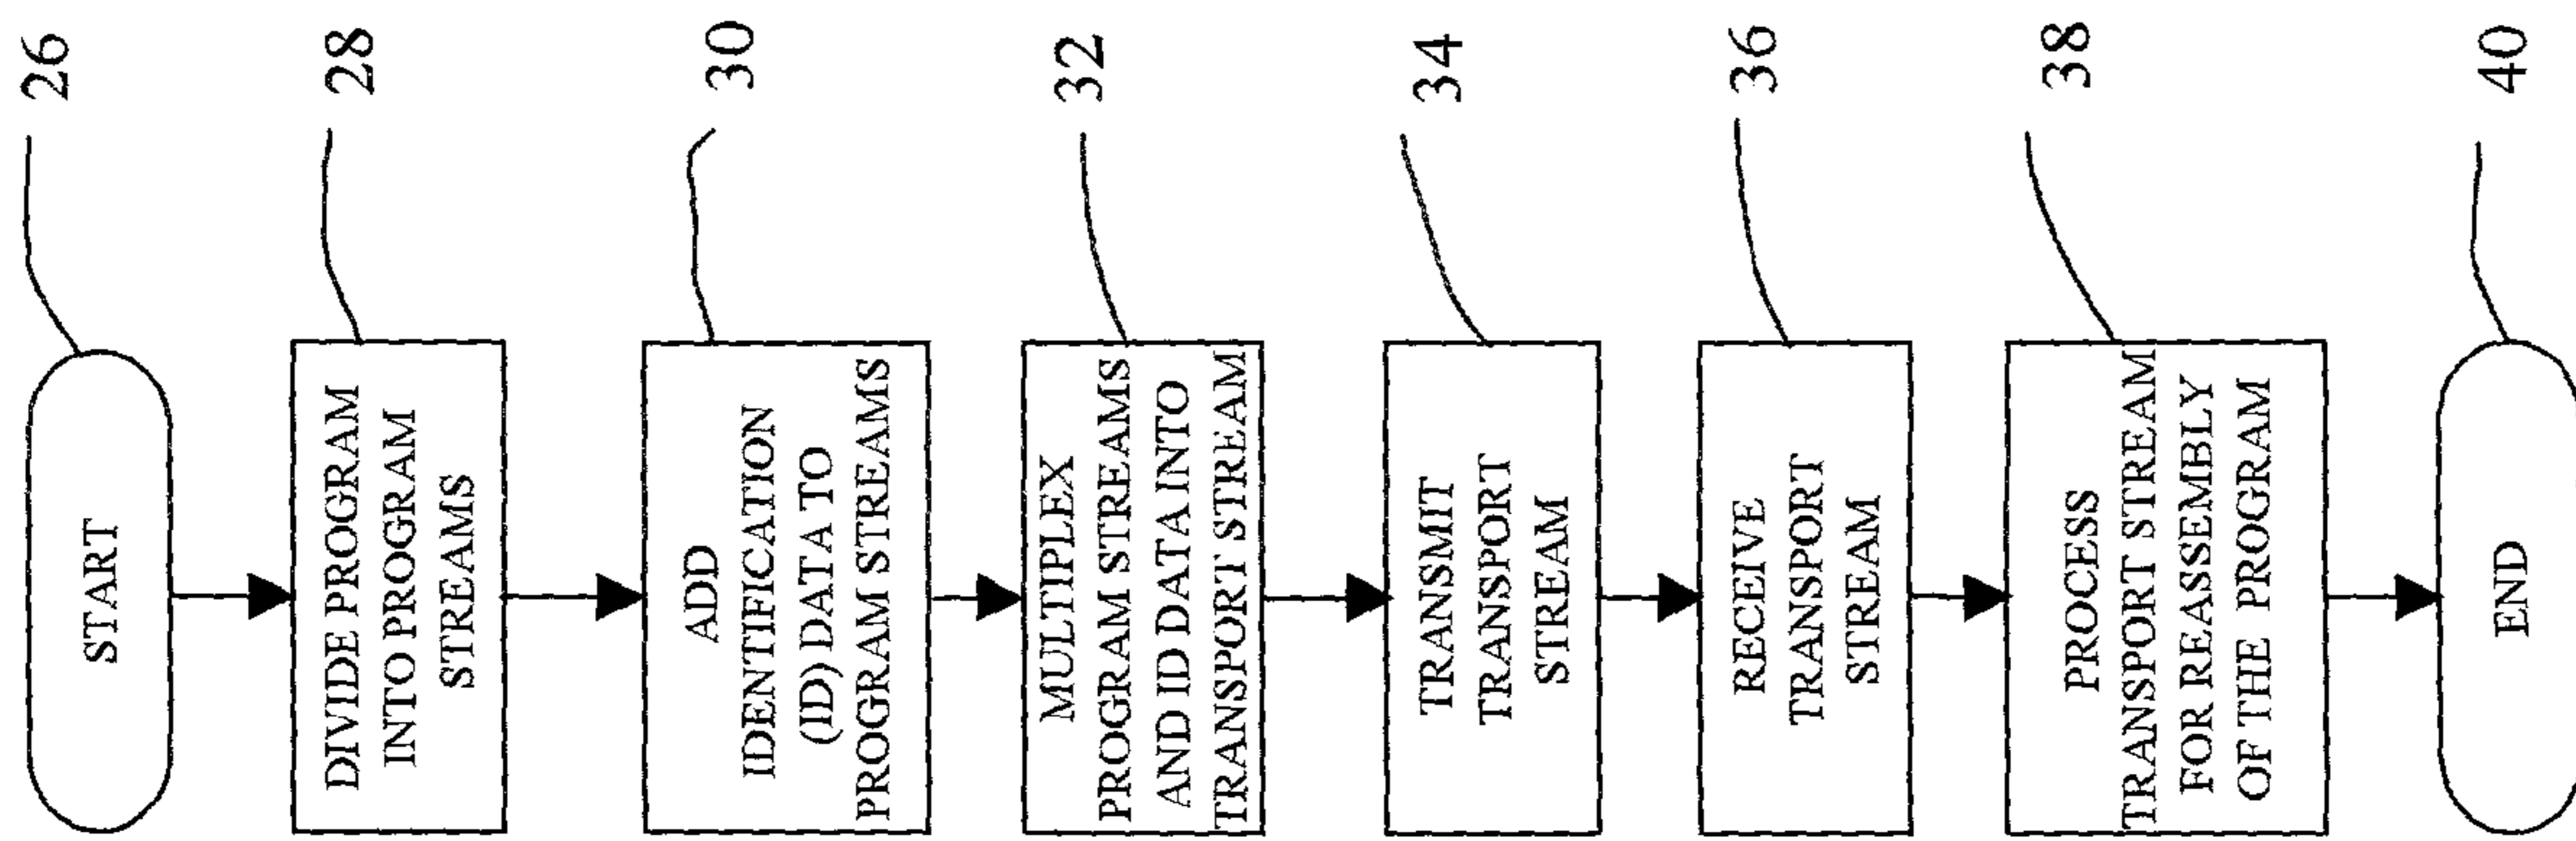 START
26
DIVIDE PROGRAM
INTO PROGRAM
STREAMS
28
ADD
IDENTIFICATION
(ID) DATA TO
PROGRAM STREAMS
30
MULTIPLEX
PROGRAM STREAMS
AND ID DATA INTO
TRANSPORT STREAM
32
TRANSMIT
TRANSPORT
STREAM
34
RECEIVE
TRANSPORT
STREAM
36
PROCESS
TRANSPORT STREAM
FOR REASSEMBLY
OF THE PROGRAM
38
END
40